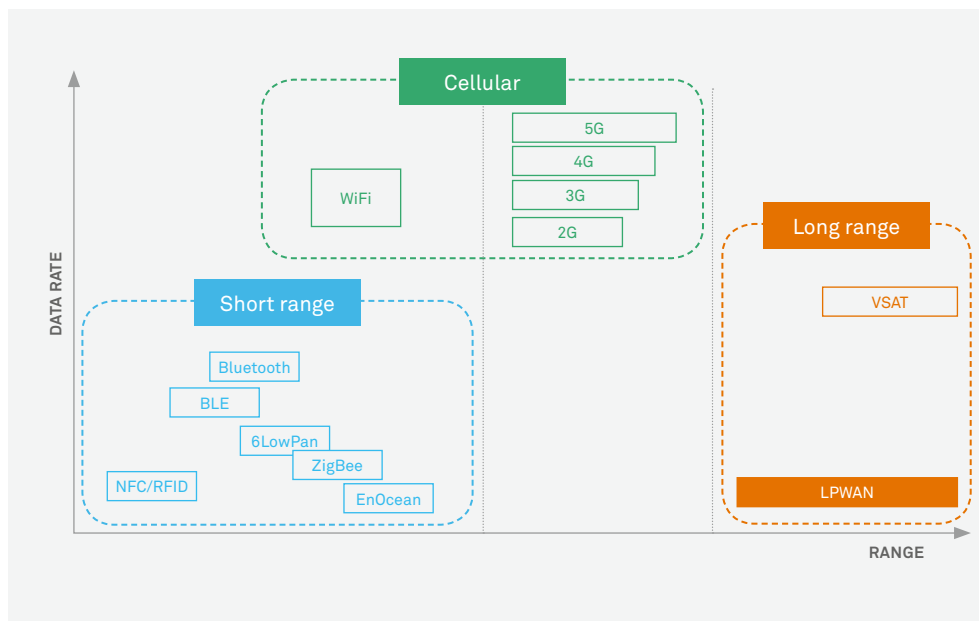 Cellular
5G
4G
WiFi
3G
2G
Long range
DATA RATE
Short range
VSAT
Bluetooth
BLE
6LowPan
ZigBee
NFC/RFID
EnOcean
LPWAN
RANGE